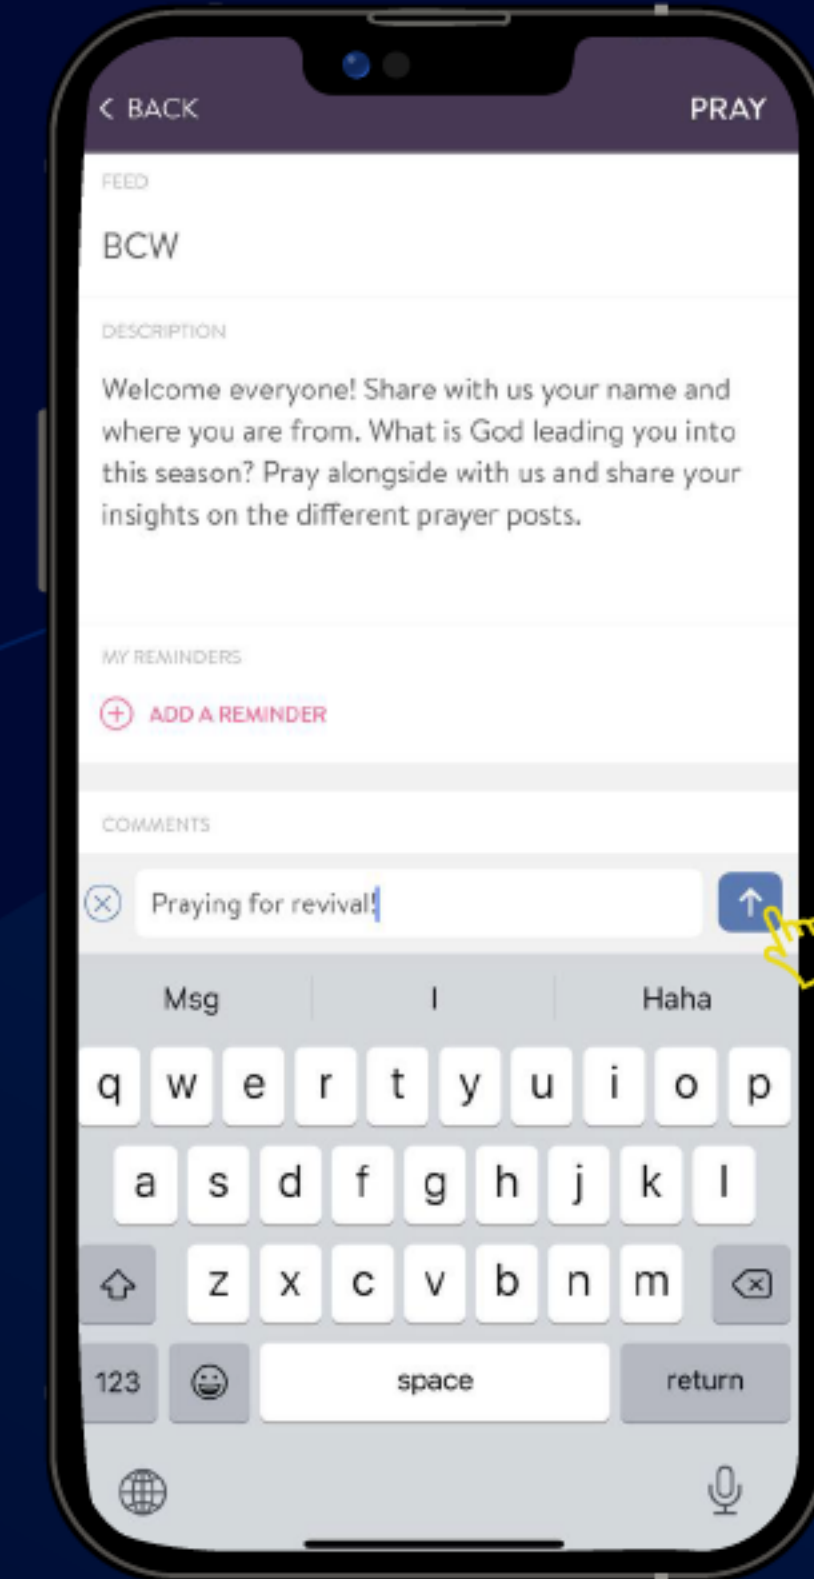 < BACK PRAY
FEED
BCW
DESCRIPTION
Welcome everyone! Share with us your name and
where you are from. What is God leading you into
this season? Pray alongside with us and share your
insights on the different prayer posts.
MY REMINDERS
ADD A REMINDER
COMMENTS
Praying for revival!
Msg I Haha
q w e r t y u i o p
a s d f g h j k l
z x c v b n m
123 space return